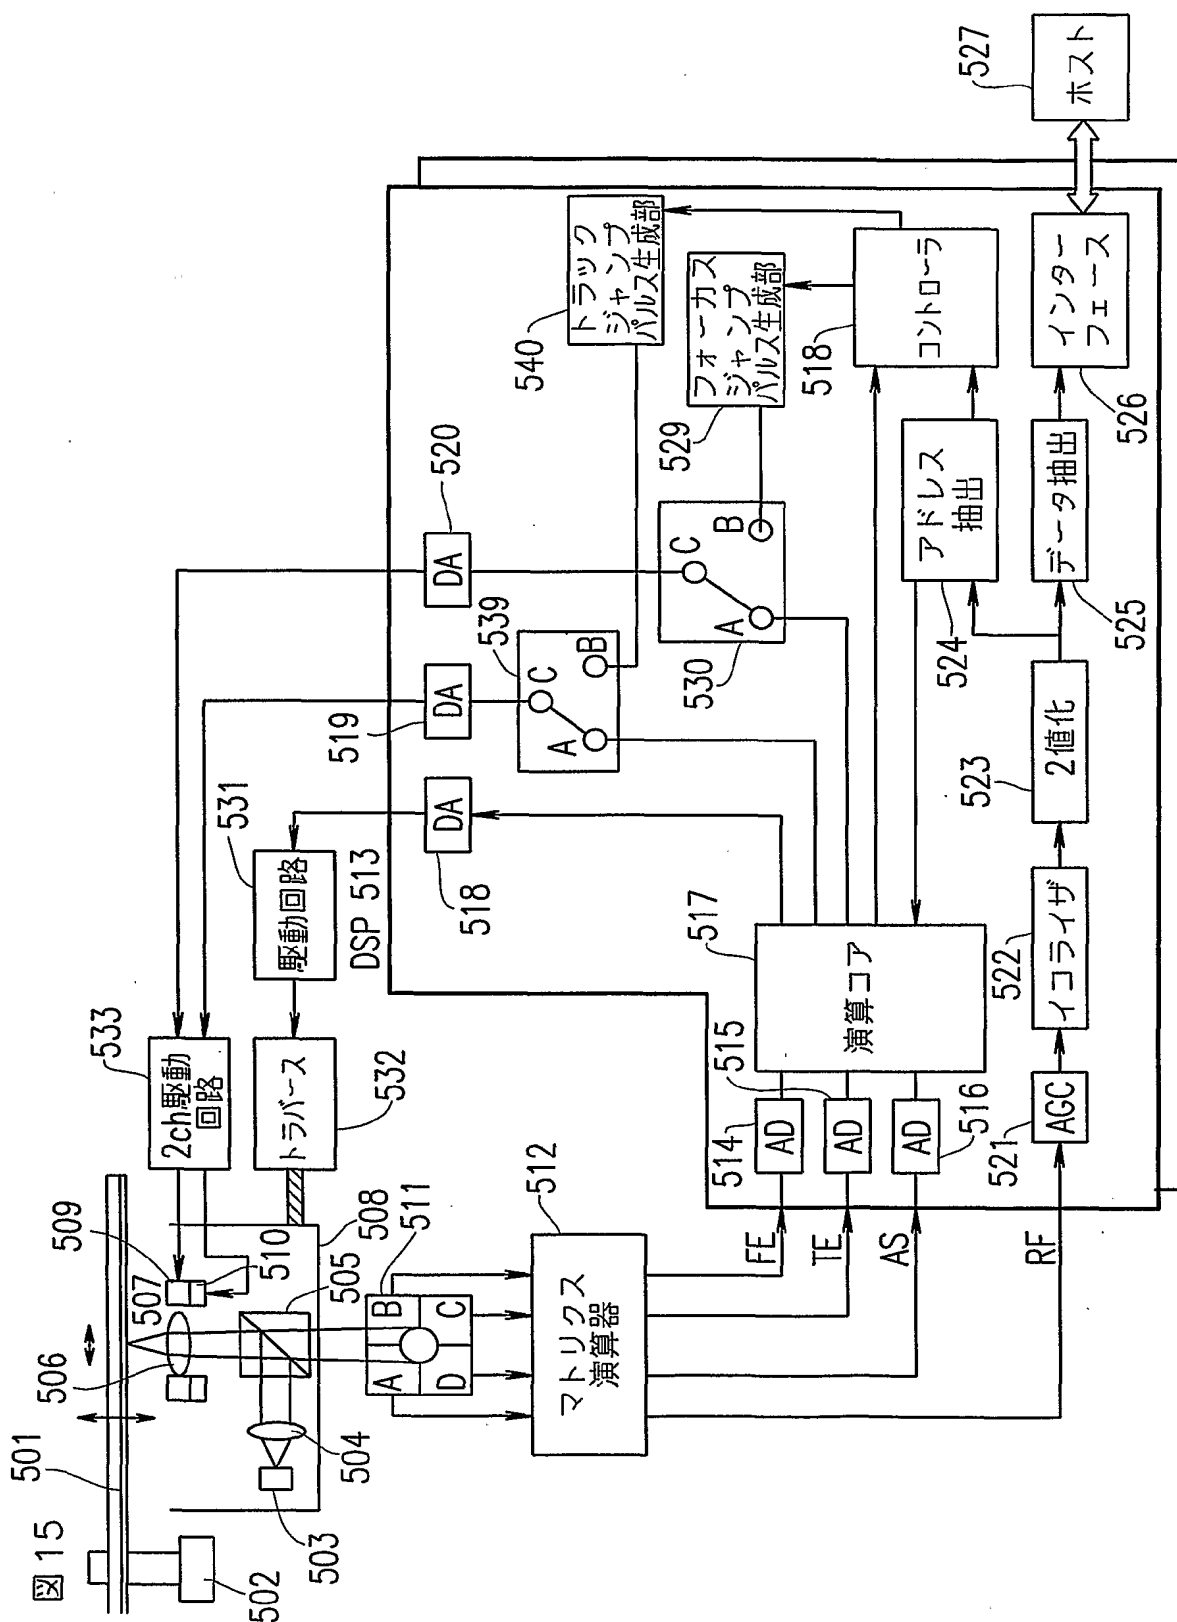 図 15
501
502
503
504
505
506
507
508
509
510
511
A
B
C
D
533
2ch駆動
回路
トラバース
532
531
駆動回路
DSP 513
マトリクス
演算器
512
FE
TE
AS
RF
514
AD
515
AD
AD
516
演算コア
517
DA
518
DA
519
DA
520
539
A
C
B
530
A
C
B
540
トラック
ジャンプ
パルス生成部
529
フォーカス
ジャンプ
パルス生成部
518
コントローラ
アドレス
抽出
524
521
AGC
522
イコライザ
523
2値化
データ抽出
525
インター
フェース
526
ホスト
527